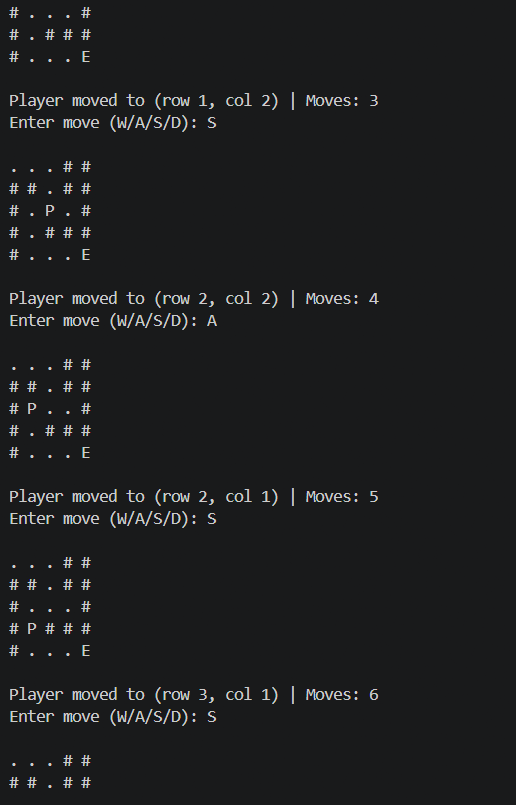 # . . . #
# . # # #
# . . . E
Player moved to (row 1, col 2) | Moves: 3
Enter move (W/A/S/D): S
. . . # #
# # . # #
# . P . #
# . # # #
# . . . E
Player moved to (row 2, col 2) | Moves: 4
Enter move (W/A/S/D): A
. . . # #
# # . # #
# P . . #
# . # # #
# . . . E
Player moved to (row 2, col 1) | Moves: 5
Enter move (W/A/S/D): S
. . . # #
# # . # #
# . . . #
# P # # #
# . . . E
Player moved to (row 3, col 1) | Moves: 6
Enter move (W/A/S/D): S
. . . # #
# # . # #